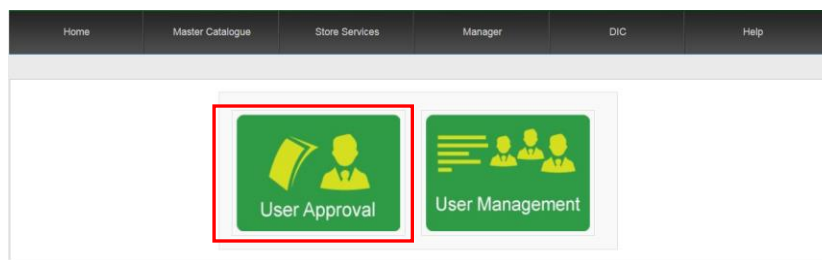 Home Master Catalogue Store Services Manager DIC Help
User Approval User Management